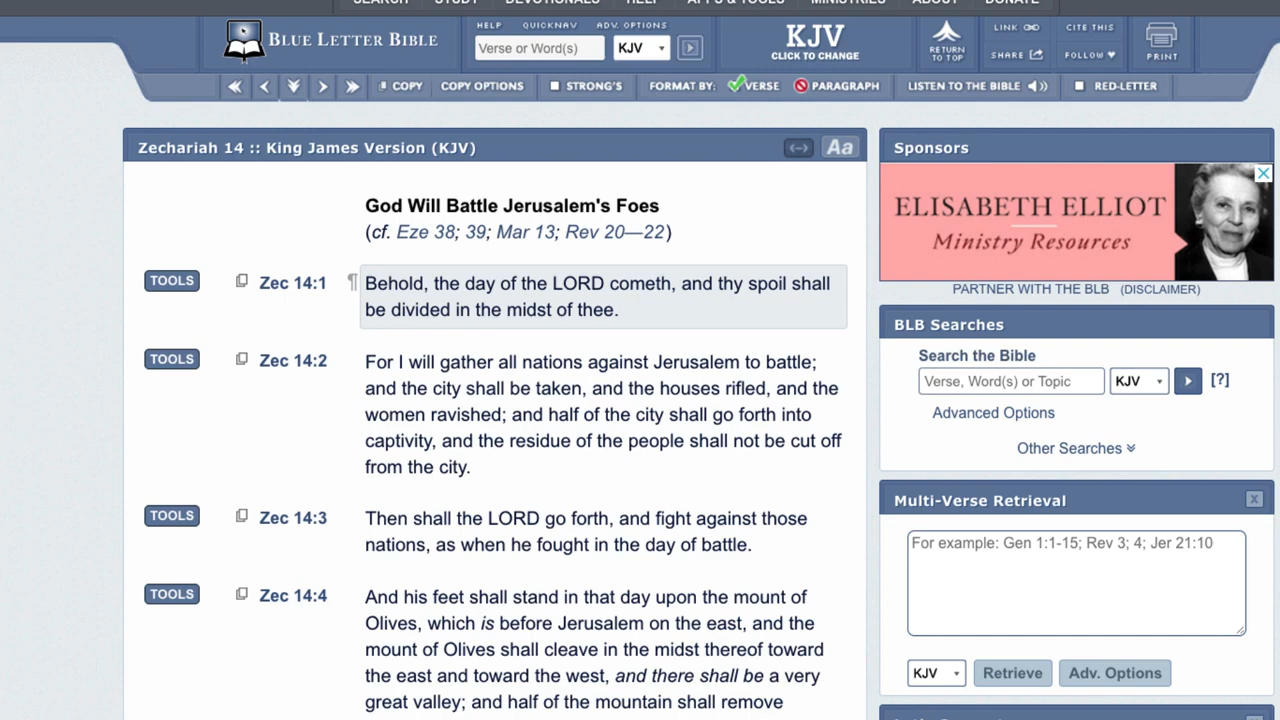 SEARCH STUDY DEVOTIONALS HELP APPS & TOOLS MINISTRIES ABOUT DONATE
HELP QUICKNAV ADV. OPTIONS
BLUE LETTER BIBLE
Verse or Word(s) KJV
KJV
CLICK TO CHANGE
RETURN
TO TOP
LINK
SHARE
CITE THIS
FOLLOW
PRINT
COPY COPY OPTIONS STRONG'S FORMAT BY: VERSE PARAGRAPH LISTEN TO THE BIBLE RED-LETTER
Zechariah 14 :: King James Version (KJV)
Aa
God Will Battle Jerusalem's Foes
(cf. Eze 38; 39; Mar 13; Rev 20—22)
TOOLS Zec 14:1 ¶ Behold, the day of the LORD cometh, and thy spoil shall
be divided in the midst of thee.
TOOLS Zec 14:2 For I will gather all nations against Jerusalem to battle;
and the city shall be taken, and the houses rifled, and the
women ravished; and half of the city shall go forth into
captivity, and the residue of the people shall not be cut off
from the city.
TOOLS Zec 14:3 Then shall the LORD go forth, and fight against those
nations, as when he fought in the day of battle.
TOOLS Zec 14:4 And his feet shall stand in that day upon the mount of
Olives, which is before Jerusalem on the east, and the
mount of Olives shall cleave in the midst thereof toward
the east and toward the west, and there shall be a very
great valley; and half of the mountain shall remove
Sponsors
ELISABETH ELLIOT
Ministry Resources
PARTNER WITH THE BLB (DISCLAIMER)
BLB Searches
Search the Bible
Verse, Word(s) or Topic KJV [?]
Advanced Options
Other Searches
Multi-Verse Retrieval x
For example: Gen 1:1-15; Rev 3; 4; Jer 21:10
KJV Retrieve Adv. Options